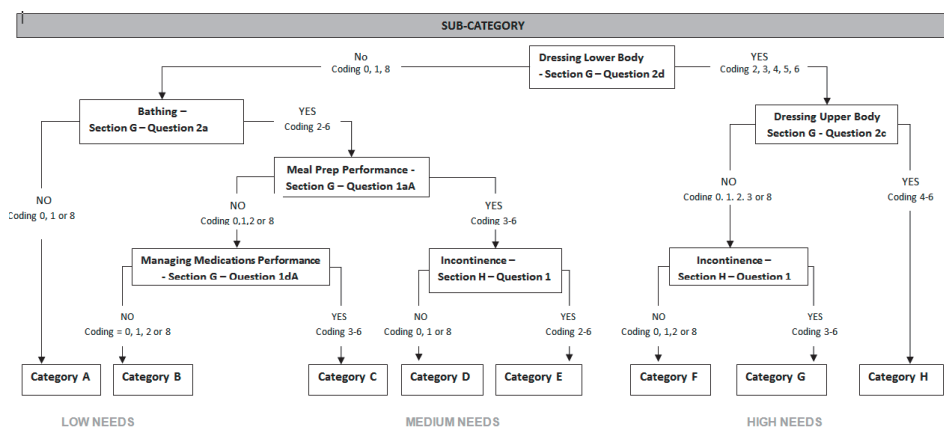 SUB-CATEGORY
No
Coding 0, 1, 8
Dressing Lower Body
- Section G – Question 2d
YES
Coding 2, 3, 4, 5, 6
Bathing –
Section G – Question 2a
YES
Coding 2-6
Dressing Upper Body
Section G - Question 2c
Meal Prep Performance -
Section G – Question 1aA
NO
Coding 0, 1 or 8
NO
Coding 0,1,2 or 8
YES
Coding 3-6
NO
Coding 0, 1, 2, 3 or 8
YES
Coding 4-6
Managing Medications Performance
- Section G – Question 1dA
Incontinence –
Section H – Question 1
Incontinence –
Section H – Question 1
NO
Coding = 0, 1, 2 or 8
YES
Coding 3-6
NO
Coding 0, 1 or 8
YES
Coding 2-6
NO
Coding 0, 1,2 or 8
YES
Coding 3-6
Category A
Category B
Category C
Category D
Category E
Category F
Category G
Category H
LOW NEEDS
MEDIUM NEEDS
HIGH NEEDS